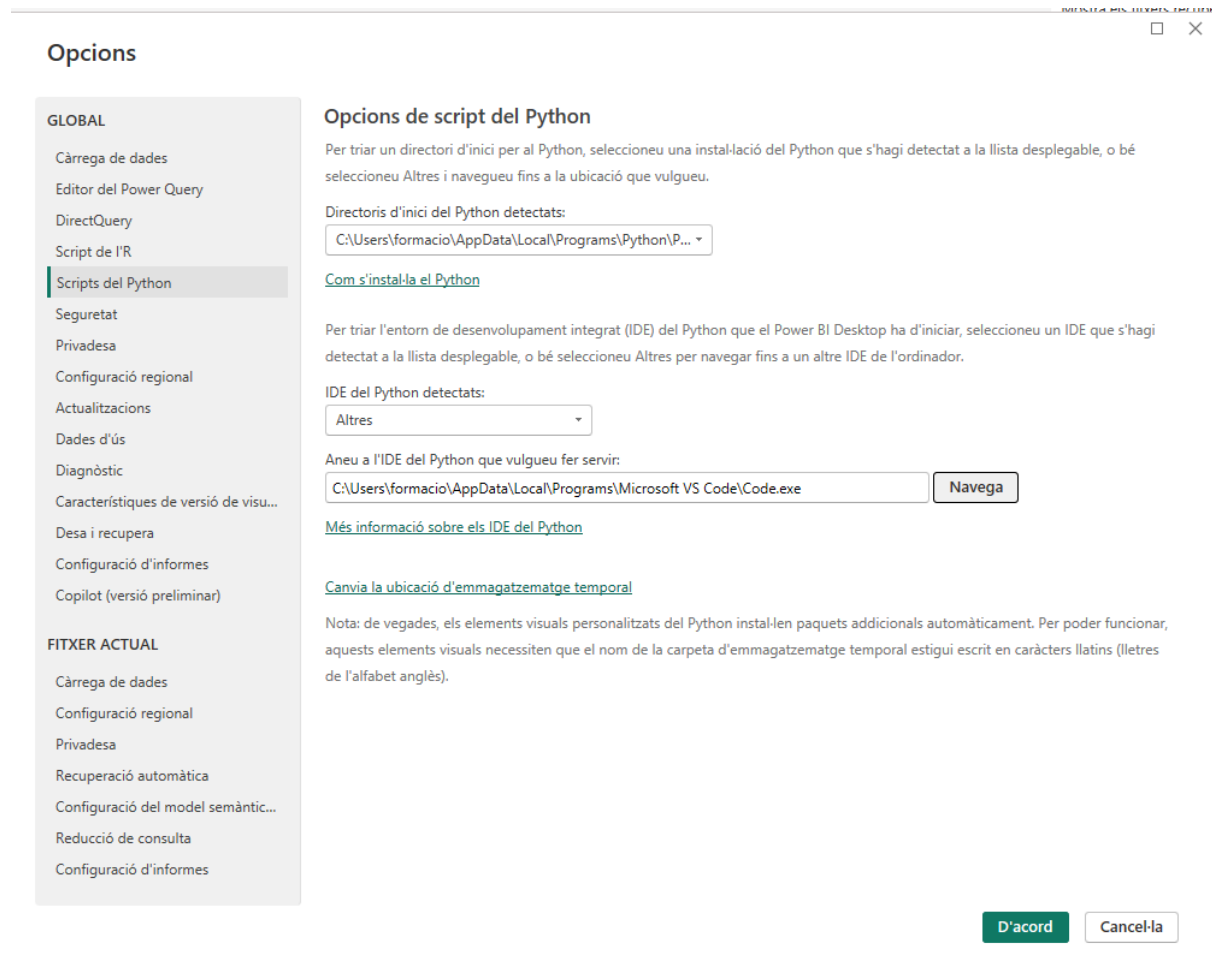 Opcions
GLOBAL
Càrrega de dades
Editor del Power Query
DirectQuery
Script de l'R
Scripts del Python
Seguretat
Privadesa
Configuració regional
Actualitzacions
Dades d'ús
Diagnòstic
Característiques de versió de visu...
Desa i recupera
Configuració d'informes
Copilot (versió preliminar)
FITXER ACTUAL
Càrrega de dades
Configuració regional
Privadesa
Recuperació automàtica
Configuració del model semàntic...
Reducció de consulta
Configuració d'informes
Opcions de script del Python
Per triar un directori d'inici per al Python, seleccioneu una instal·lació del Python que s'hagi detectat a la llista desplegable, o bé
seleccioneu Altres i navegueu fins a la ubicació que vulgueu.
Directoris d'inici del Python detectats:
C:\Users\formacio\AppData\Local\Programs\Python\P...
Com s'instal·la el Python
Per triar l'entorn de desenvolupament integrat (IDE) del Python que el Power BI Desktop ha d'iniciar, seleccioneu un IDE que s'hagi
detectat a la llista desplegable, o bé seleccioneu Altres per navegar fins a un altre IDE de l'ordinador.
IDE del Python detectats:
Altres
Aneu a l'IDE del Python que vulgueu fer servir:
C:\Users\formacio\AppData\Local\Programs\Microsoft VS Code\Code.exe
Navega
Més informació sobre els IDE del Python
Canvia la ubicació d'emmagatzematge temporal
Nota: de vegades, els elements visuals personalitzats del Python instal·len paquets addicionals automàticament. Per poder funcionar,
aquests elements visuals necessiten que el nom de la carpeta d'emmagatzematge temporal estigui escrit en caràcters llatins (lletres
de l'alfabet anglès).
D'acord
Cancel·la